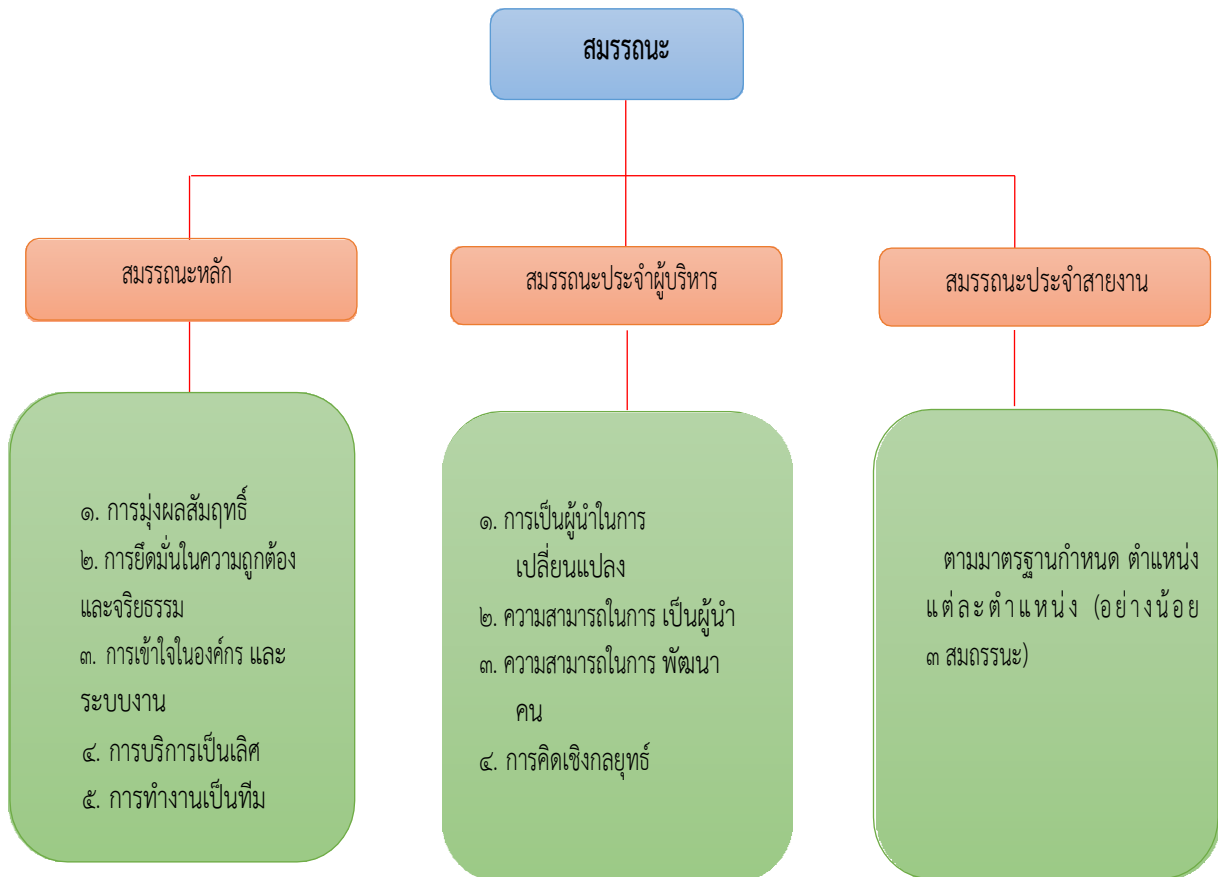 สมรรถนะ
สมรรถนะหลัก
๑. การมุ่งผลสัมฤทธิ์
๒. การยึดมั่นในความถูกต้อง
และจริยธรรม
๓. การเข้าใจในองค์กร และ
ระบบงาน
๔. การบริการเป็นเลิศ
๕. การทำงานเป็นทีม
สมรรถนะประจำผู้บริหาร
๑. การเป็นผู้นำในการ
เปลี่ยนแปลง
๒. ความสามารถในการ เป็นผู้นำ
๓. ความสามารถในการ พัฒนา
คน
๔. การคิดเชิงกลยุทธ์
สมรรถนะประจำสายงาน
ตามมาตรฐานกำหนด ตำแหน่ง
แต่ละตำแหน่ง (อย่างน้อย
๓ สมถรรนะ)